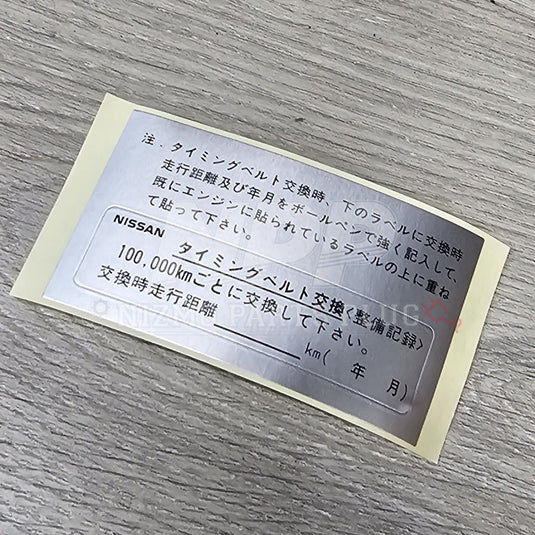 注．タイミングベルト交換時、下のラベルに交換時
走行距離及び年月をボールペンで強く記入して、
既にエンジンに貼られているラベルの上に重ね
て貼って下さい。
NISSAN
タイミングベルト交換〈整備記録〉
100,000kmごとに交換して下さい。
交換時走行距離 km( 年 月)